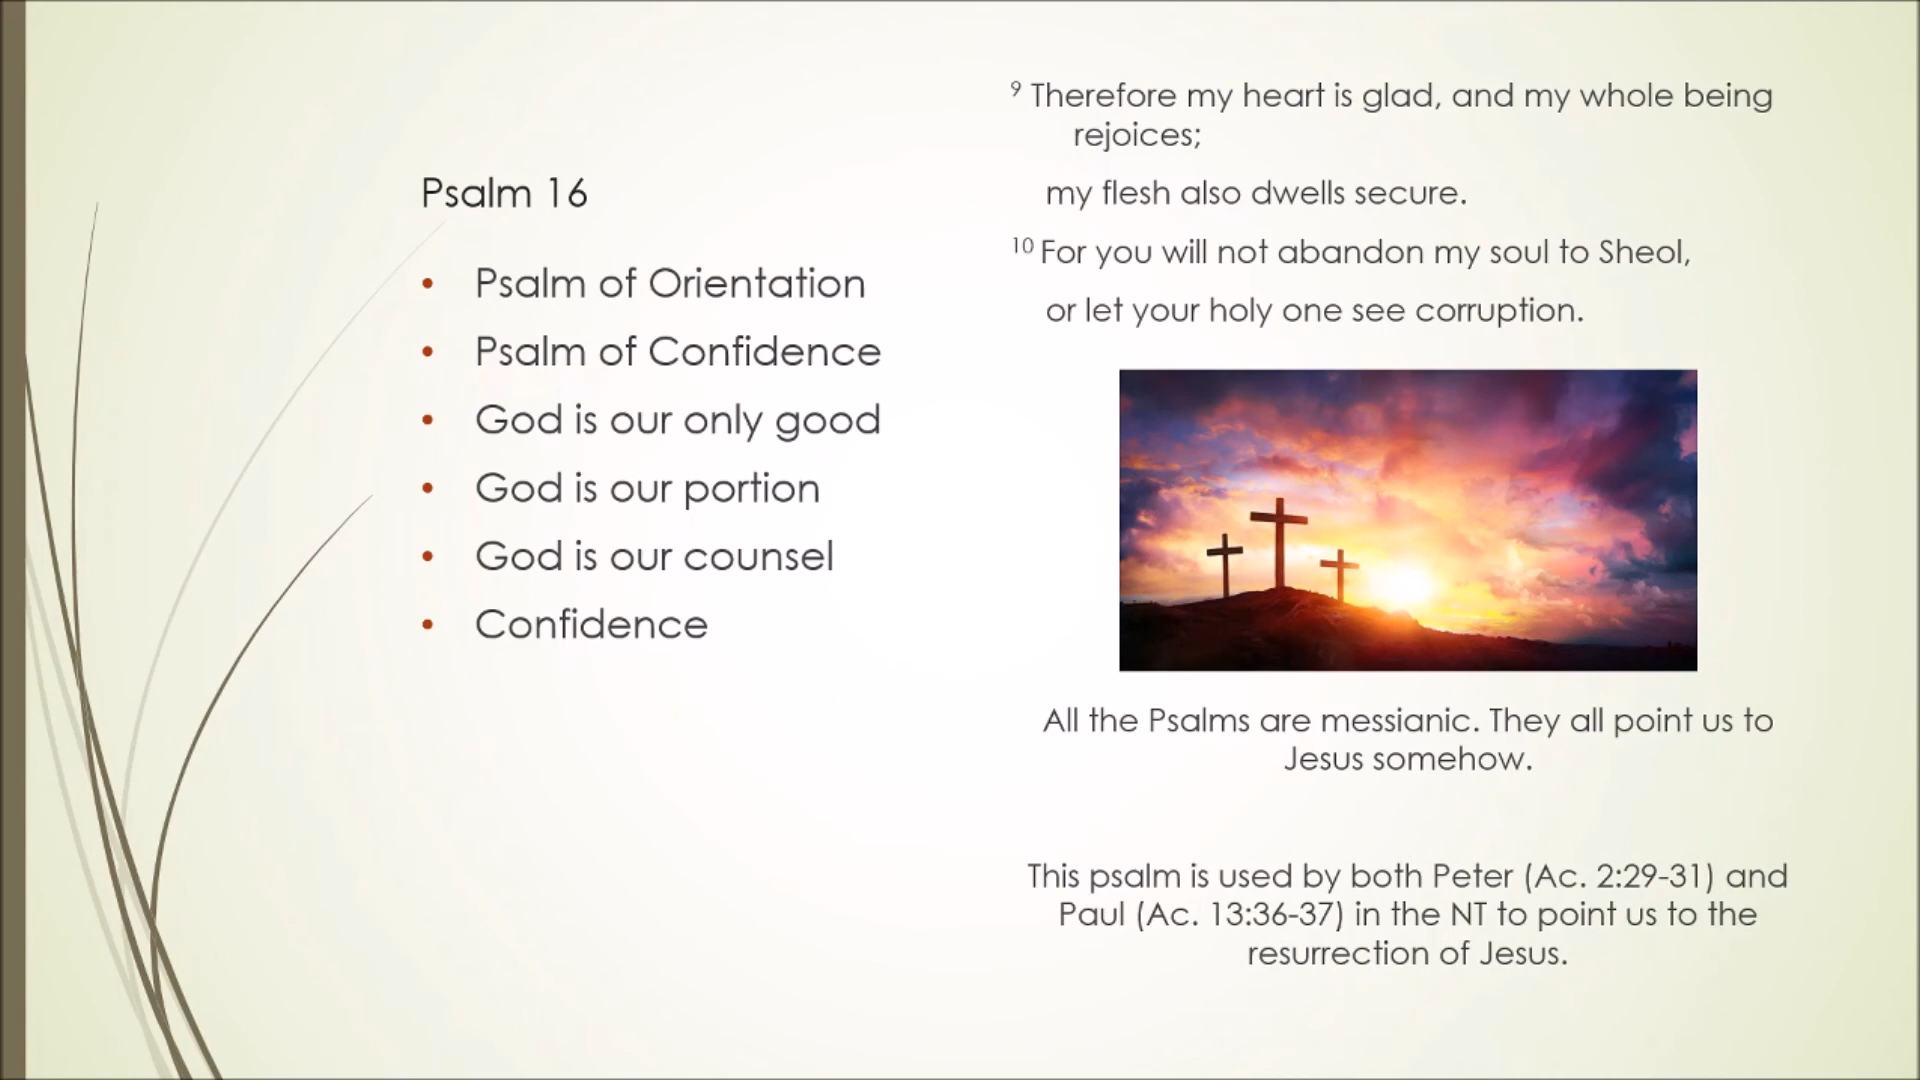 Psalm 16
• Psalm of Orientation
• Psalm of Confidence
• God is our only good
• God is our portion
• God is our counsel
• Confidence
9 Therefore my heart is glad, and my whole being
rejoices;
my flesh also dwells secure.
10 For you will not abandon my soul to Sheol,
or let your holy one see corruption.
All the Psalms are messianic. They all point us to
Jesus somehow.
This psalm is used by both Peter (Ac. 2:29-31) and
Paul (Ac. 13:36-37) in the NT to point us to the
resurrection of Jesus.